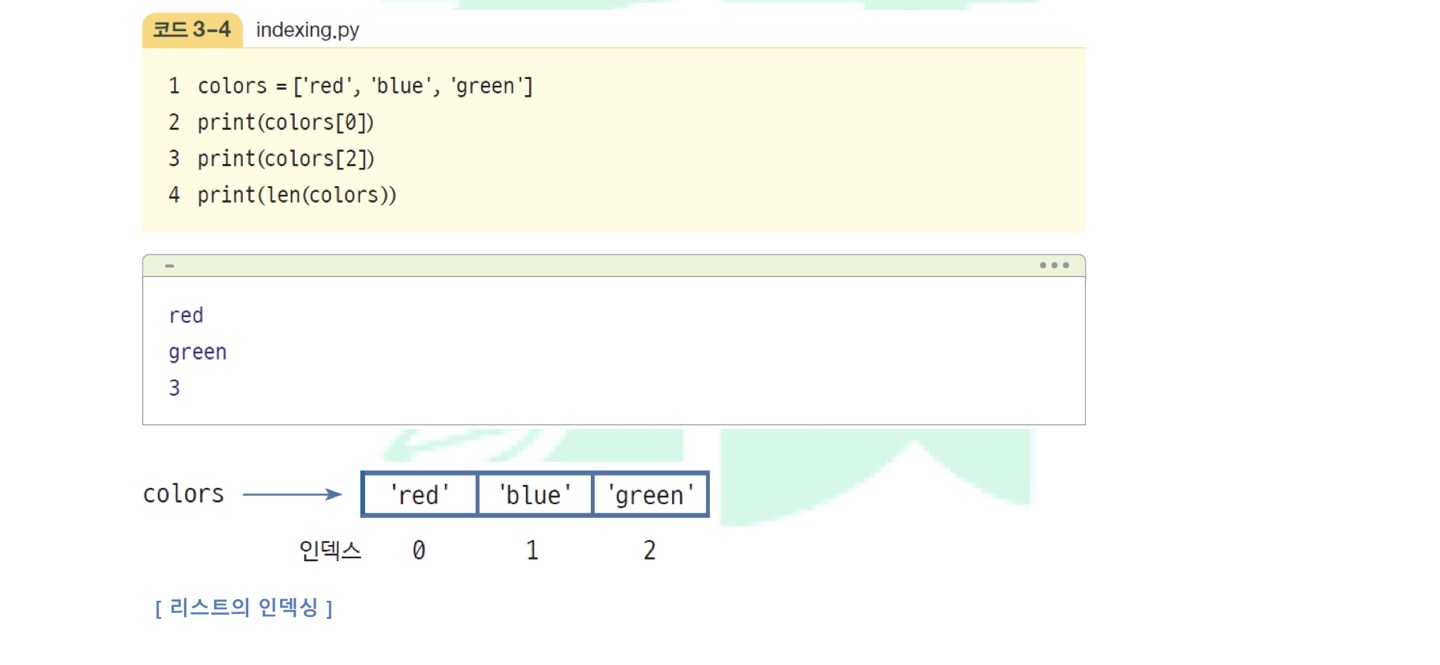 코드 3-4 indexing.py
1 colors = ['red', 'blue', 'green']
2 print(colors[0])
3 print(colors[2])
4 print(len(colors))
red
green
3
colors 'red' 'blue' 'green'
인덱스 0 1 2
[ 리스트의 인덱싱 ]